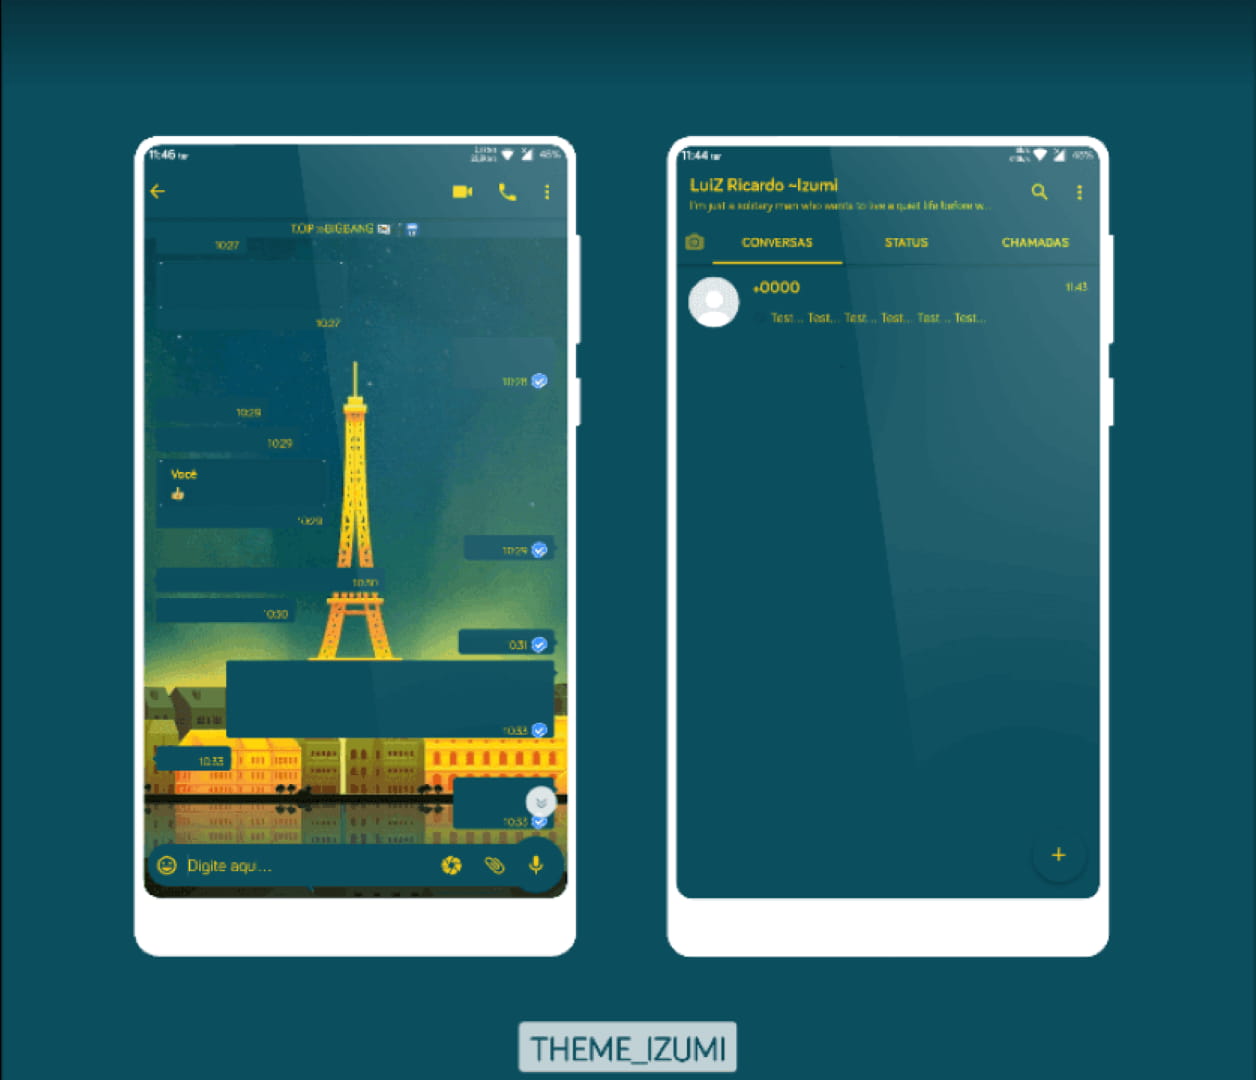 11:46
46%
T.O.P
BIGBANG
10:27
10:27
10:28
10:29
10:29
Você
10:29
10:29
10:30
10:30
10:31
10:33
10:33
10:33
Digite aqui...
11:44
46%
LuiZ Ricardo ~Izumi
I'm just a solitary man who wants to live a quiet life before w...
CONVERSAS STATUS CHAMADAS
+0000 11:43
Test... Test... Test... Test... Test... Test...
+
THEME_IZUMI